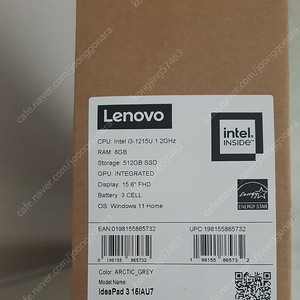 Lenovo
intel
INSIDE
CPU: Intel i3-1215U 1.2GHz
RAM: 8GB
Storage: 512GB SSD
GPU: INTEGRATED
Display: 15.6" FHD
Battery: 3 CELL
OS: Windows 11 Home
ENERGY STAR
EAN:0198155865732
UPC:198155865732
Color: ARCTIC_GREY
Model Name:
IdeaPad 3 15IAU7